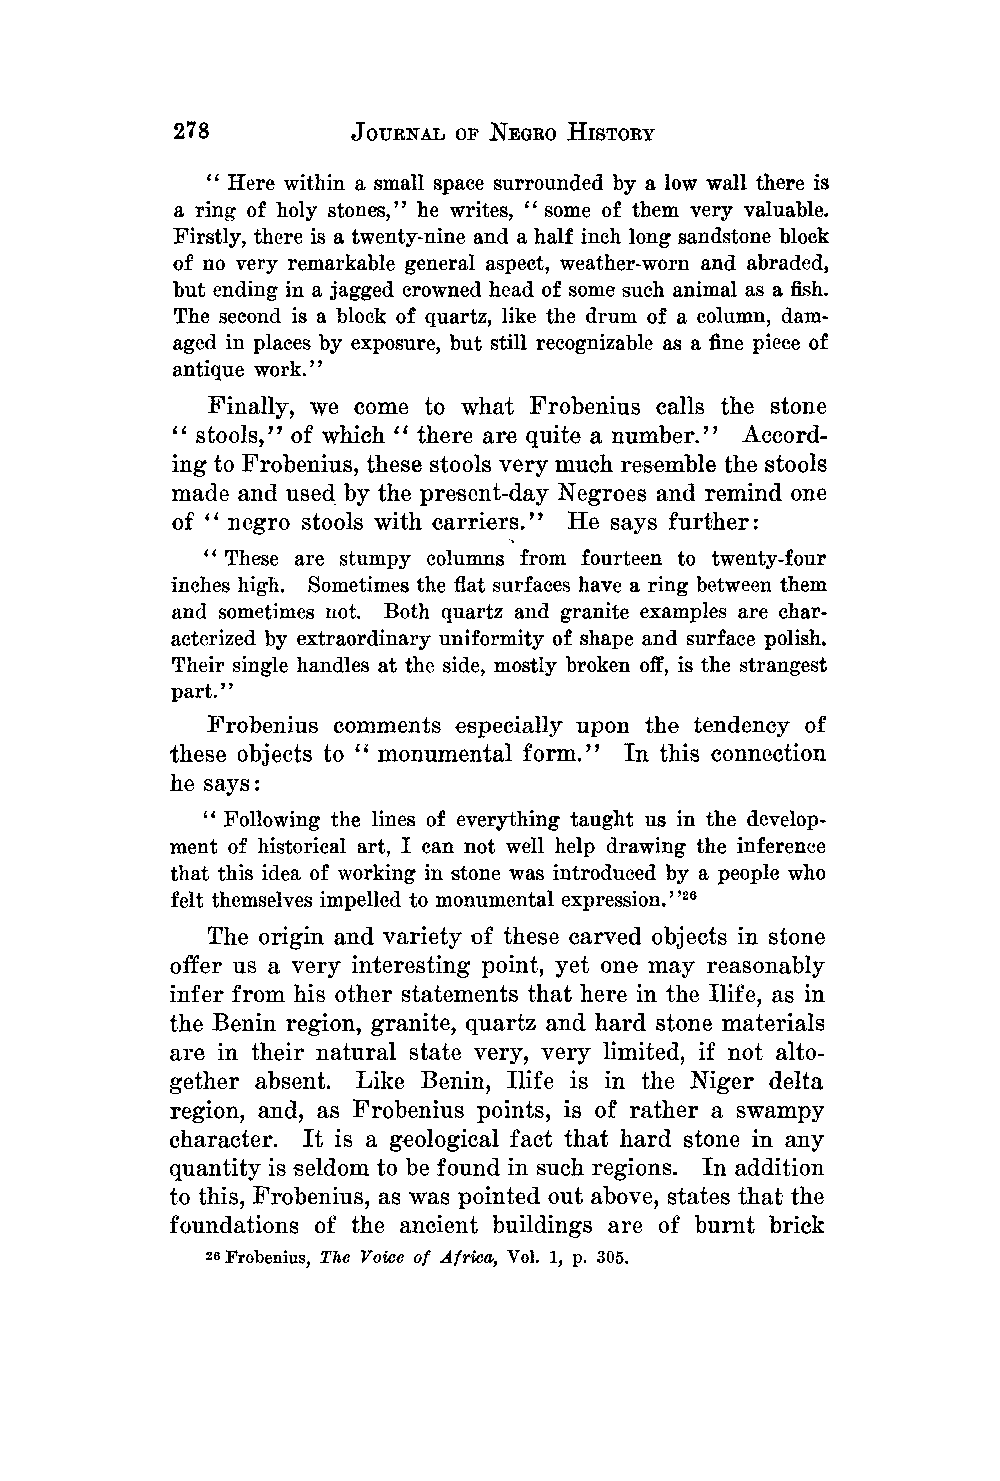 278 JOURNAL OF NEGRO HISTORY
“ Here within a small space surrounded by a low wall there is
a ring of holy stones,” he writes, “ some of them very valuable.
Firstly, there is a twenty-nine and a half inch long sandstone block
of no very remarkable general aspect, weather-worn and abraded,
but ending in a jagged crowned head of some such animal as a fish.
The second is a block of quartz, like the drum of a column, dam-
aged in places by exposure, but still recognizable as a fine piece of
antique work.”
Finally, we come to what Frobenius calls the stone
“ stools,” of which “ there are quite a number.” Accord-
ing to Frobenius, these stools very much resemble the stools
made and used by the present-day Negroes and remind one
of “ negro stools with carriers.” He says further:
“ These are stumpy columns from fourteen to twenty-four
inches high. Sometimes the flat surfaces have a ring between them
and sometimes not. Both quartz and granite examples are char-
acterized by extraordinary uniformity of shape and surface polish.
Their single handles at the side, mostly broken off, is the strangest
part.”
Frobenius comments especially upon the tendency of
these objects to “ monumental form.” In this connection
he says:
“ Following the lines of everything taught us in the develop-
ment of historical art, I can not well help drawing the inference
that this idea of working in stone was introduced by a people who
felt themselves impelled to monumental expression.”26
The origin and variety of these carved objects in stone
offer us a very interesting point, yet one may reasonably
infer from his other statements that here in the Ilife, as in
the Benin region, granite, quartz and hard stone materials
are in their natural state very, very limited, if not alto-
gether absent. Like Benin, Ilife is in the Niger delta
region, and, as Frobenius points, is of rather a swampy
character. It is a geological fact that hard stone in any
quantity is seldom to be found in such regions. In addition
to this, Frobenius, as was pointed out above, states that the
foundations of the ancient buildings are of burnt brick
26 Frobenius, The Voice of Africa, Vol. 1, p. 305.